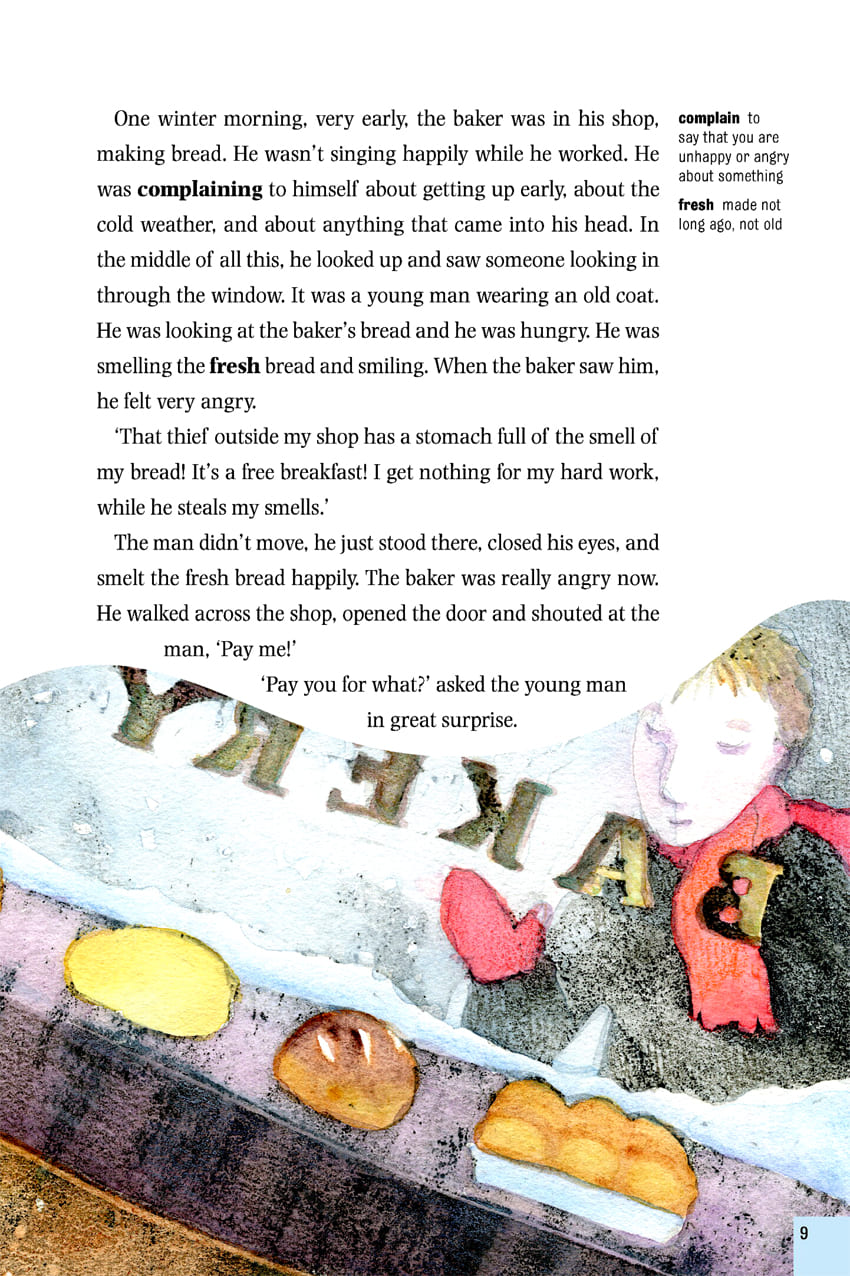 One winter morning, very early, the baker was in his shop,
making bread. He wasn’t singing happily while he worked. He
was complaining to himself about getting up early, about the
cold weather, and about anything that came into his head. In
the middle of all this, he looked up and saw someone looking in
through the window. It was a young man wearing an old coat.
He was looking at the baker’s bread and he was hungry. He was
smelling the fresh bread and smiling. When the baker saw him,
he felt very angry.
‘That thief outside my shop has a stomach full of the smell of
my bread! It’s a free breakfast! I get nothing for my hard work,
while he steals my smells.’
The man didn’t move, he just stood there, closed his eyes, and
smelt the fresh bread happily. The baker was really angry now.
He walked across the shop, opened the door and shouted at the
man, ‘Pay me!’
‘Pay you for what?’ asked the young man
in great surprise.
complain to
say that you are
unhappy or angry
about something
fresh made not
long ago, not old
BAKERY
9